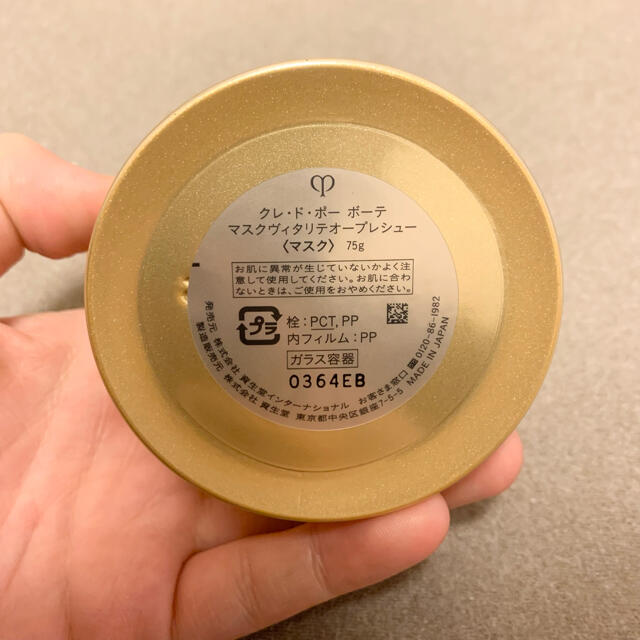 クレ・ド・ポー ボーテ
マスクヴィタリテオープレシュー
〈マスク〉 75g
お肌に異常が生じていないかよく注
意して使用してください。お肌に合わ
ないときは、ご使用をおやめください。
プラ
栓:PCT, PP
内フィルム:PP
ガラス容器
0364EB
発売元 株式会社 資生堂インターナショナル お客さま窓口 0120-86-1982
製造販売元 株式会社 資生堂 東京都中央区銀座7-5-5 MADE IN JAPAN